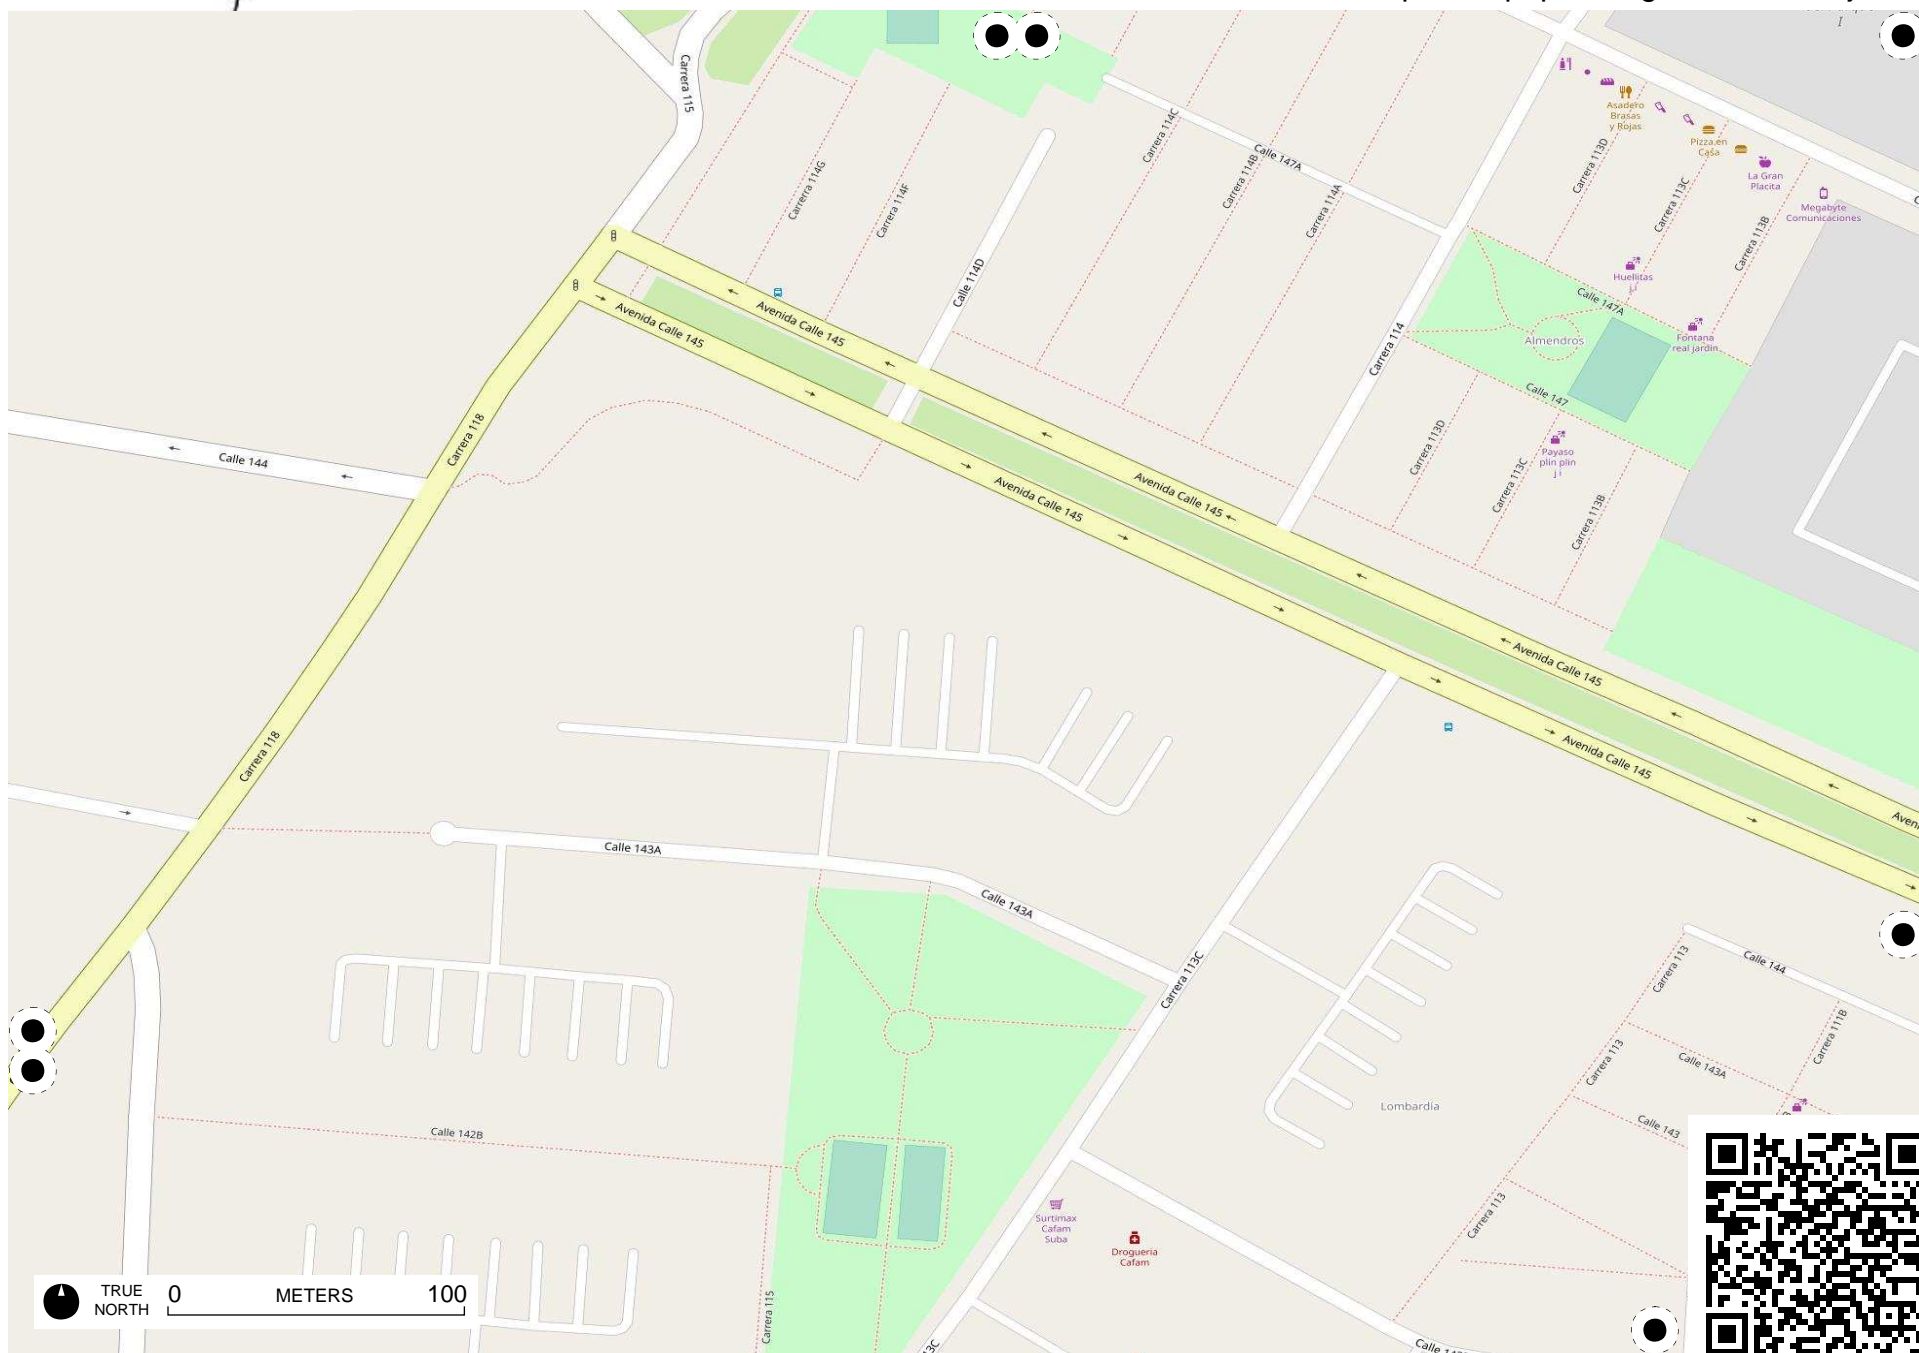 I
Carrera 115
Asadero
Brasas
y Rojas
Pizza en
Casa
La Gran
Placita
Megabyte
Comunicaciones
Carrera 114C
Calle 147A
Carrera 114B
Carrera 114A
Carrerra 114G
Carrera 114F
Carrera 113D
Carrera 113C
Carrera 113B
Calle 114D
Huellitas
j.i
Calle 147A
Fontana
real jardin
Almendros
Avenida Calle 145
Avenida Calle 145
Carrera 114
Calle 147
Carrera 118
Calle 144
Carrera 113D
Payaso
plin plin
j i
Carrera 113C
Carrera 113B
Avenida Calle 145
Avenida Calle 145
Avenida Calle 145
Avenida Calle 145
Carrera 118
Calle 143A
Calle 143A
Carrera 113C
Carrera 113
Calle 144
Carrera 111B
Carrera 113
Calle 143A
Lombardía
Calle 143
Calle 142B
Carrera 113
Surtimax
Cafam
Suba
Drogueria
Cafam
Carrera 115
TRUE
NORTH
0 METERS 100